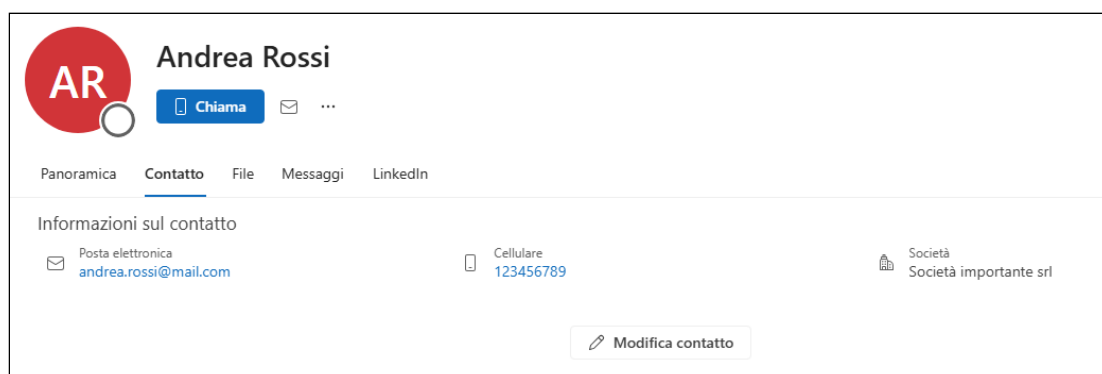 AR
Andrea Rossi
Chiama
Panoramica Contatto File Messaggi LinkedIn
Informazioni sul contatto
Posta elettronica
andrea.rossi@mail.com
Cellulare
123456789
Società
Società importante srl
Modifica contatto